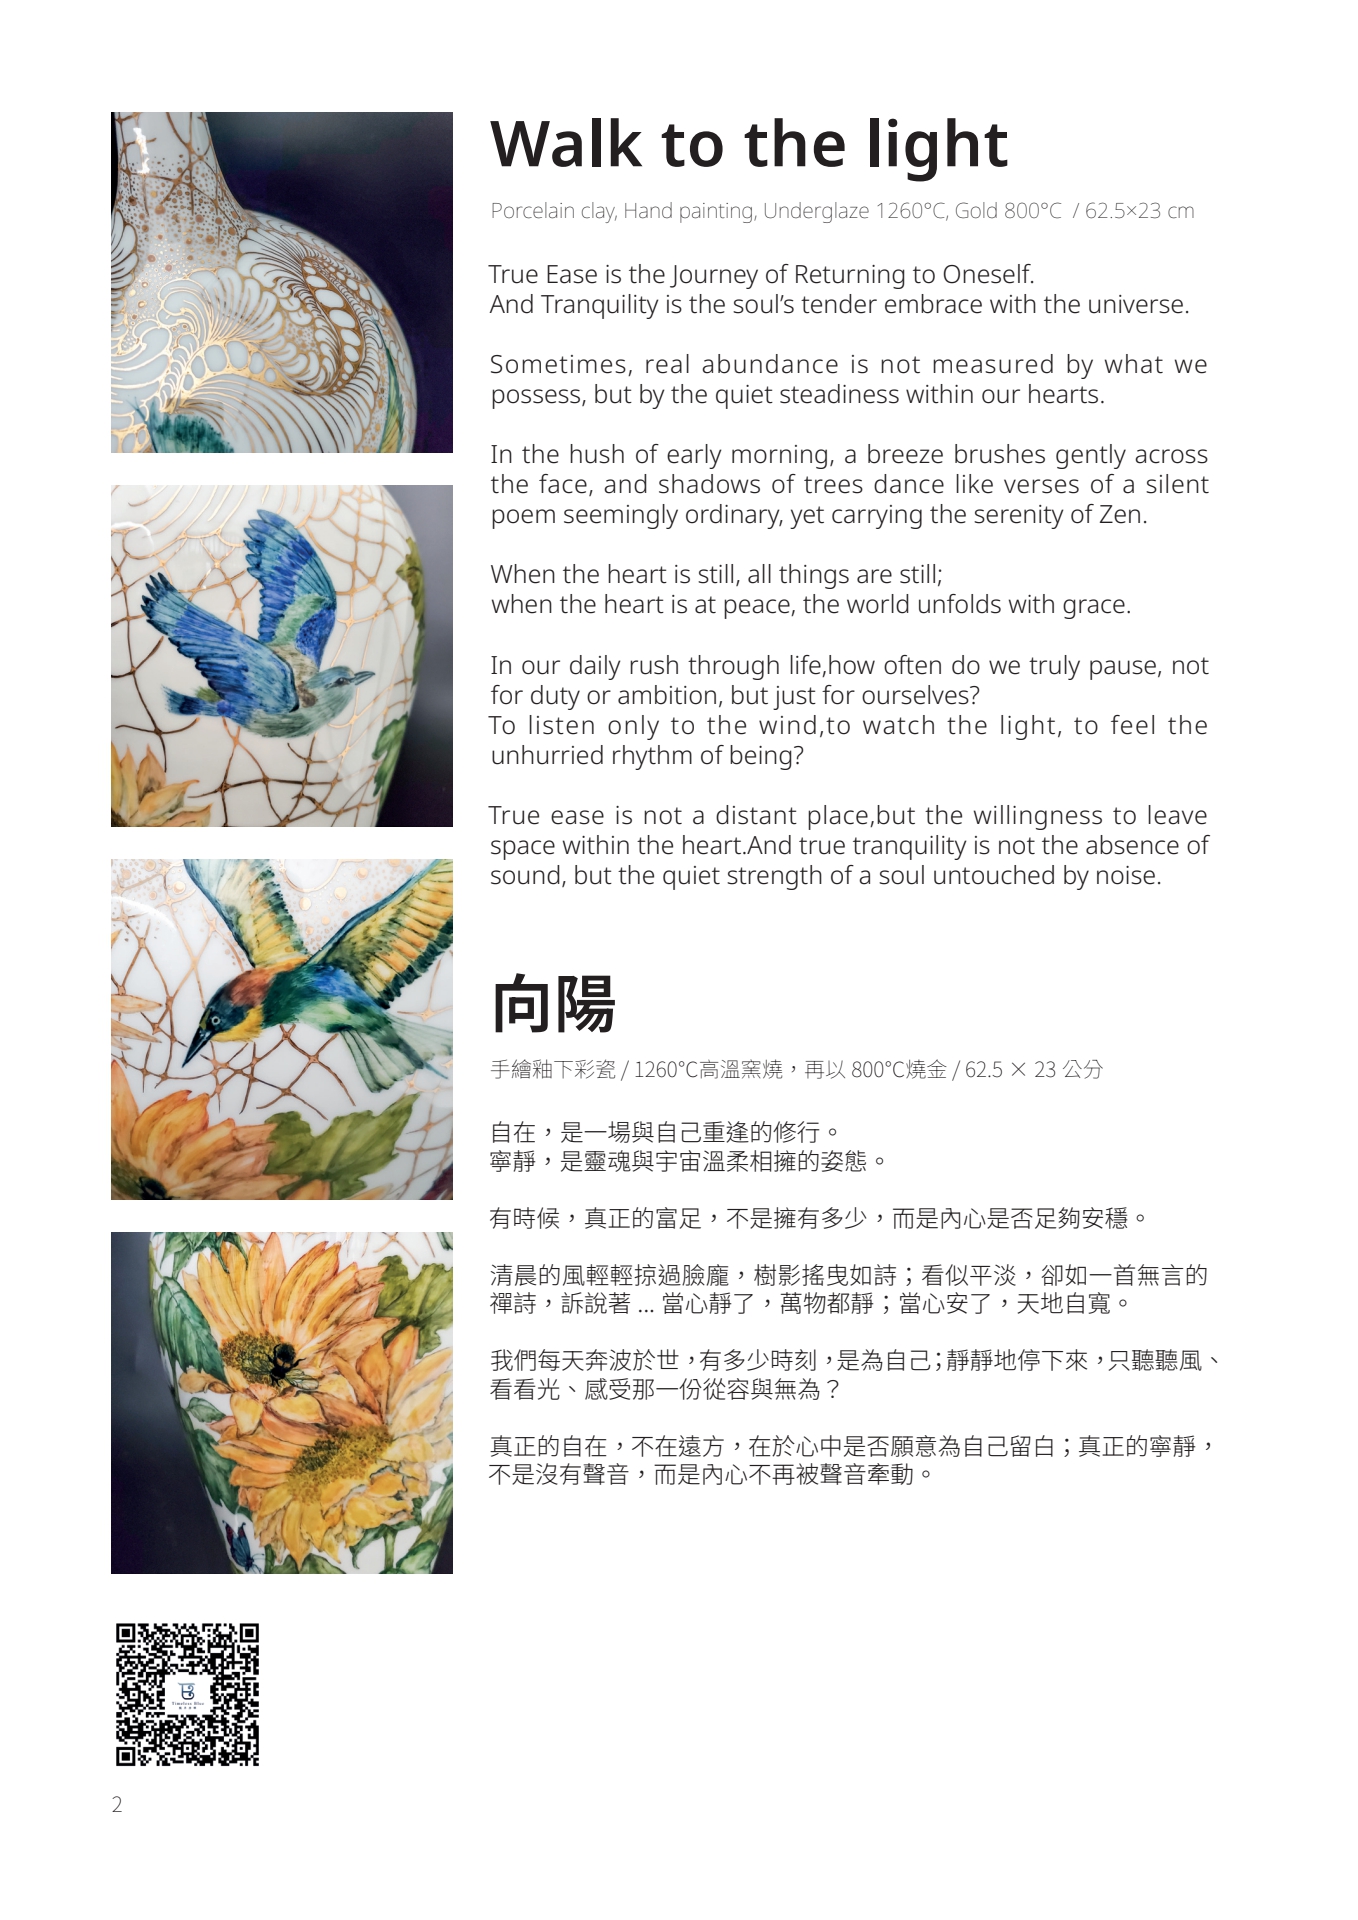 Walk to the light
Porcelain clay, Hand painting, Underglaze 1260°C, Gold 800°C / 62.5×23 cm
True Ease is the Journey of Returning to Oneself.
And Tranquility is the soul’s tender embrace with the universe.
Sometimes, real abundance is not measured by what we
possess, but by the quiet steadiness within our hearts.
In the hush of early morning, a breeze brushes gently across
the face, and shadows of trees dance like verses of a silent
poem seemingly ordinary, yet carrying the serenity of Zen.
When the heart is still, all things are still;
when the heart is at peace, the world unfolds with grace.
In our daily rush through life,how often do we truly pause, not
for duty or ambition, but just for ourselves?
To listen only to the wind,to watch the light, to feel the
unhurried rhythm of being?
True ease is not a distant place,but the willingness to leave
space within the heart.And true tranquility is not the absence of
sound, but the quiet strength of a soul untouched by noise.
向陽
手繪釉下彩瓷 / 1260°C高溫窯燒，再以 800°C燒金 / 62.5 × 23 公分
自在，是一場與自己重逢的修行。
寧靜，是靈魂與宇宙溫柔相擁的姿態。
有時候，真正的富足，不是擁有多少，而是內心是否足夠安穩。
清晨的風輕輕掠過臉龐，樹影搖曳如詩；看似平淡，卻如一首無言的
禪詩，訴說著 ... 當心靜了，萬物都靜；當心安了，天地自寬。
我們每天奔波於世，有多少時刻，是為自己；靜靜地停下來，只聽聽風、
看看光、感受那一份從容與無為？
真正的自在，不在遠方，在於心中是否願意為自己留白；真正的寧靜，
不是沒有聲音，而是內心不再被聲音牽動。
Timeless Blue
2